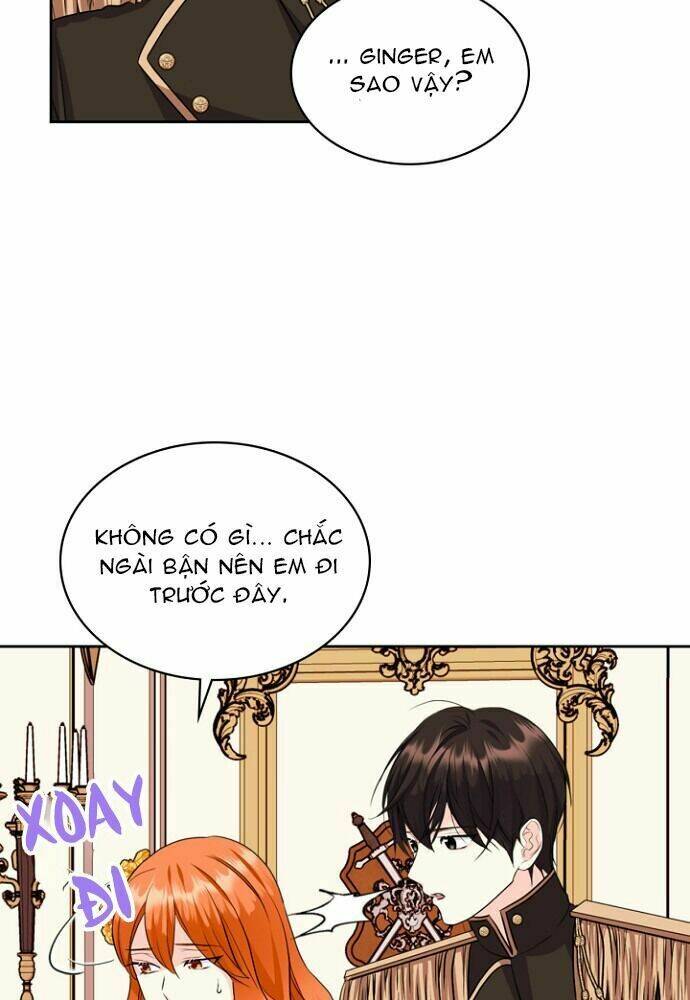 ... GINGER, EM
SAO VẬY?
KHÔNG CÓ GÌ... CHẮC
NGÀI BẬN NÊN EM ĐI
TRƯỚC ĐÂY.
XOAY
ĐI